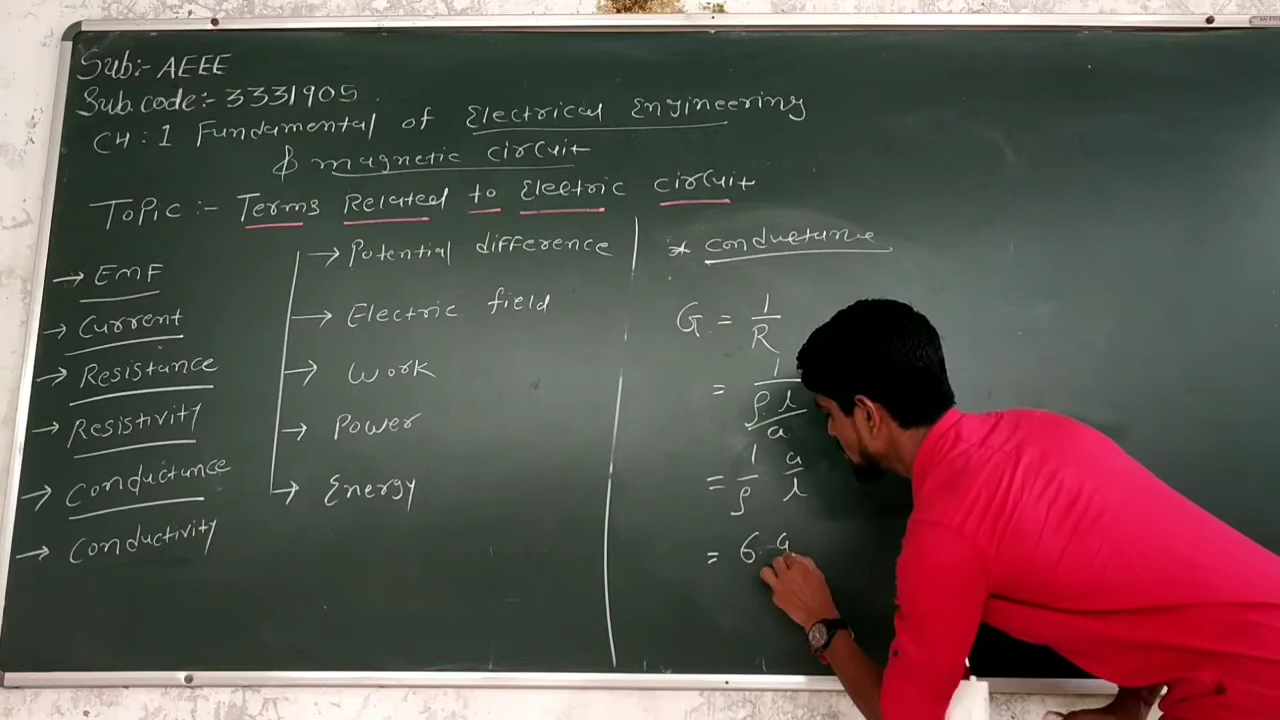 Sub:- AEEE
Sub.code:- 3331905
CH:1 Fundamental of Electrical Engineering
& magnetic circuit
Topic:- Terms Related to Electric circuit
→ EMF
→ Current
→ Resistance
→ Resistivity
→ Conductance
→ Conductivity
→ Potential difference
→ Electric field
→ Work
→ Power
→ Energy
* conductance
G = 1/R
= 1/(ρ.l/a)
= 1/ρ a/l
= σ. a